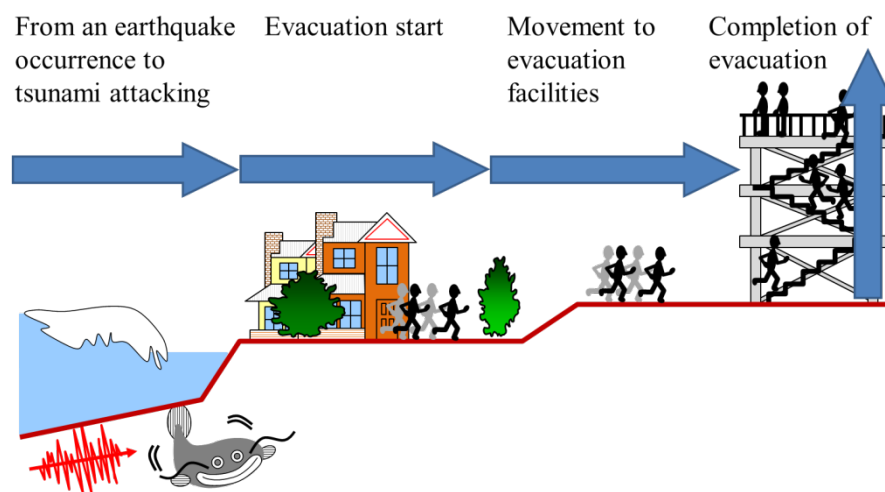 From an earthquake
occurrence to
tsunami attacking
Evacuation start
Movement to
evacuation
facilities
Completion of
evacuation